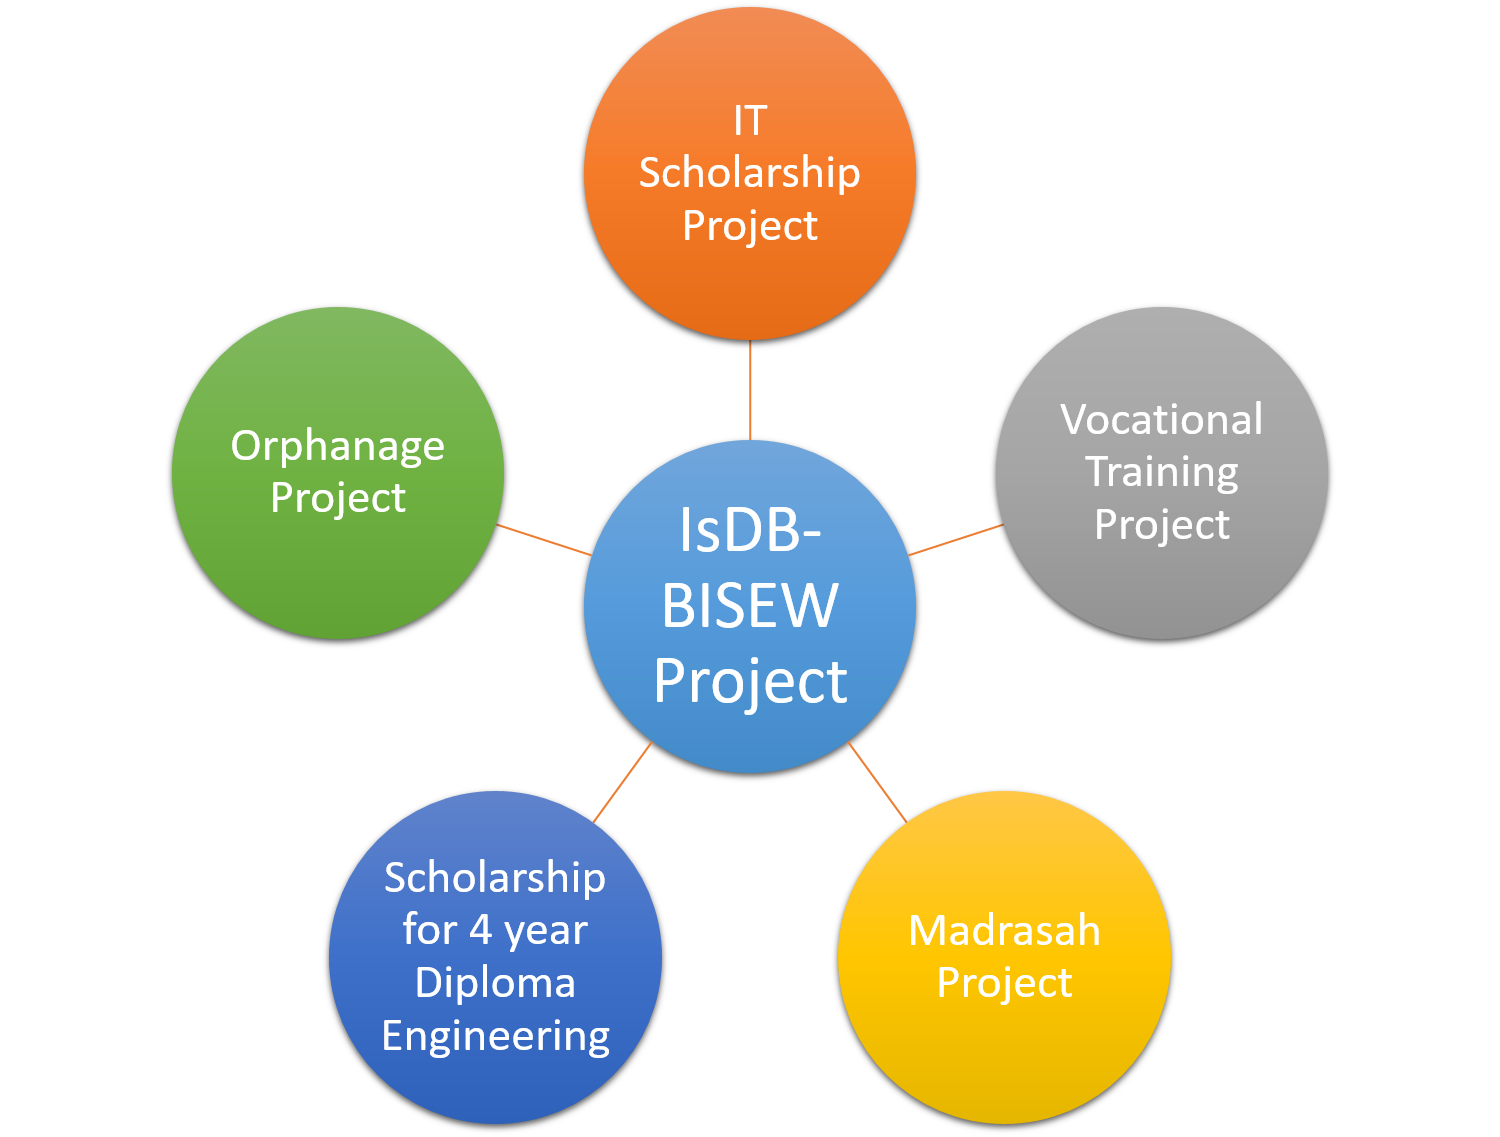 IT
Scholarship
Project
Vocational
Training
Project
Madrasah
Project
Scholarship
for 4 year
Diploma
Engineering
Orphanage
Project
IsDB-
BISEW
Project